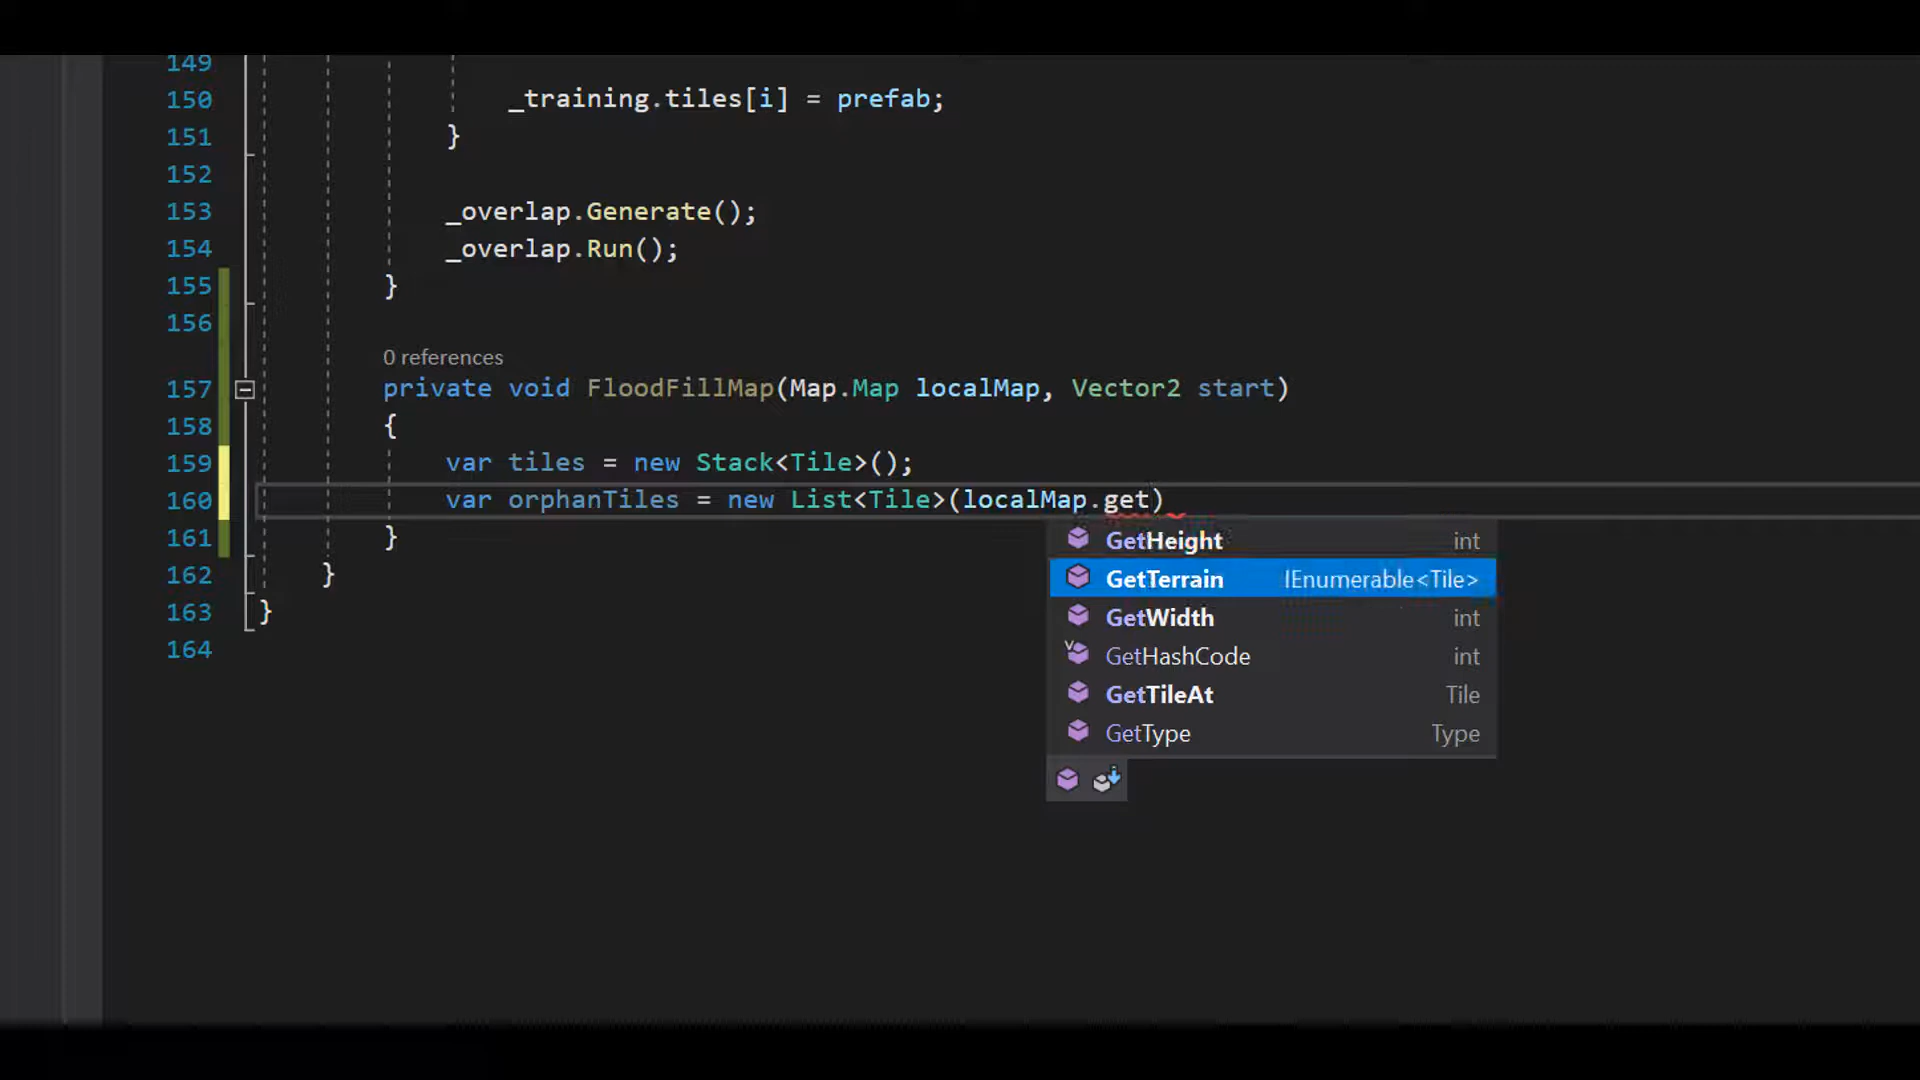 149
150 _training.tiles[i] = prefab;
151 }
152
153 _overlap.Generate();
154 _overlap.Run();
155 }
156
0 references
157 private void FloodFillMap(Map.Map localMap, Vector2 start)
158 {
159 var tiles = new Stack<Tile>();
160 var orphanTiles = new List<Tile>(localMap.get)
161 }
162 }
163 }
164
GetHeight int
GetTerrain IEnumerable<Tile>
GetWidth int
GetHashCode int
GetTileAt Tile
GetType Type